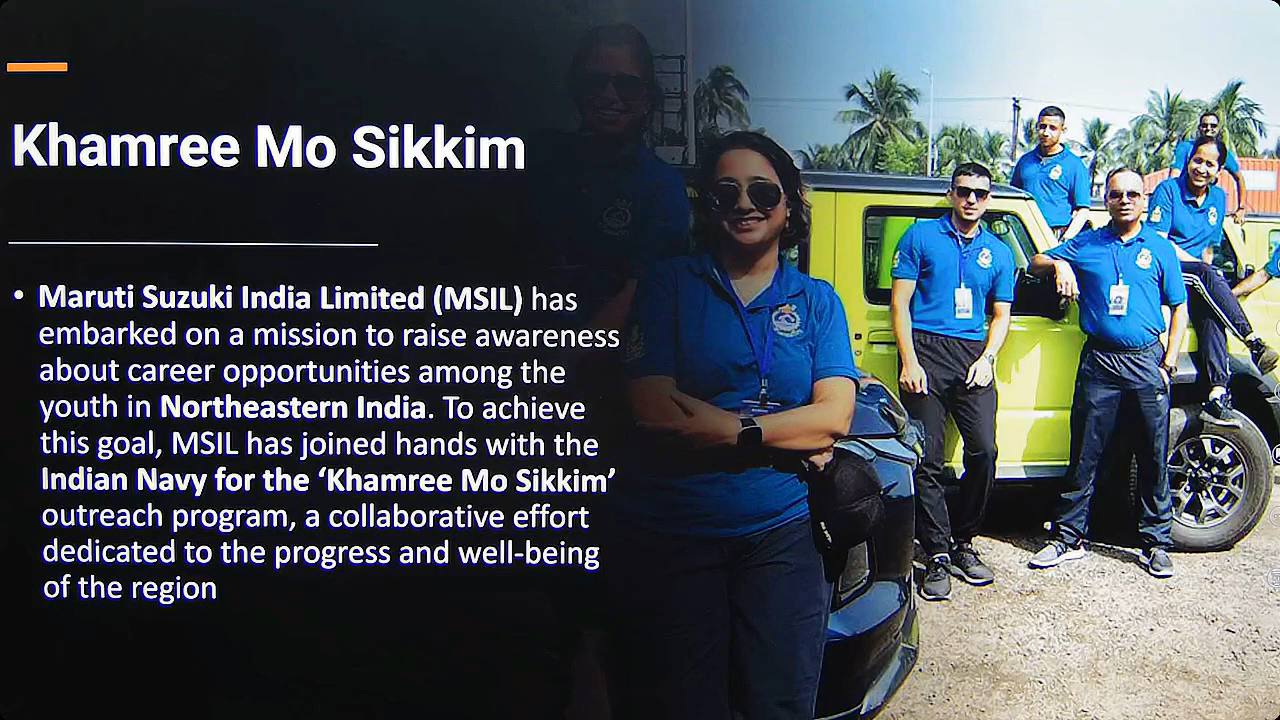 Khamree Mo Sikkim
• Maruti Suzuki India Limited (MSIL) has
embarked on a mission to raise awareness
about career opportunities among the
youth in Northeastern India. To achieve
this goal, MSIL has joined hands with the
Indian Navy for the ‘Khamree Mo Sikkim’
outreach program, a collaborative effort
dedicated to the progress and well-being
of the region